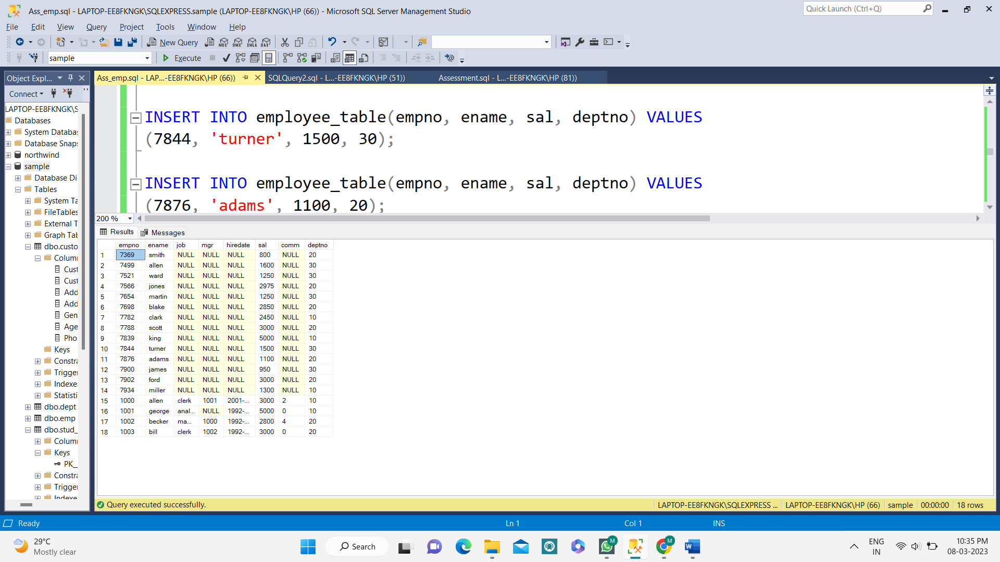 Ass_emp.sql - LAPTOP-EE8FKNGK\SQLEXPRESS.sample (LAPTOP-EE8FKNGK\HP (66)) - Microsoft SQL Server Management Studio
Quick Launch (Ctrl+Q)
File Edit View Query Project Tools Window Help
New Query MDX DMX XMLA DAX
sample Execute
Object Expl...
Ass_emp.sql - LAP...-EE8FKNGK\HP (66))
SQLQuery2.sql - L...-EE8FKNGK\HP (51))
Assessment.sql - L...-EE8FKNGK\HP (81))
Connect
LAPTOP-EE8FKNGK\S
Databases
System Databas
Database Snaps
northwind
sample
Database Di
Tables
System Ta
FileTables
External T
Graph Tab
dbo.custo
Column
Cust
Cust
Add
Add
Gen
Age
Pho
Keys
Constra
Trigger
Indexe
Statisti
dbo.dept
dbo.emp
dbo.stud_
Column
Keys
PK_
Constra
Trigger
Indexe
INSERT INTO employee_table(empno, ename, sal, deptno) VALUES
(7844, 'turner', 1500, 30);
INSERT INTO employee_table(empno, ename, sal, deptno) VALUES
(7876, 'adams', 1100, 20);
200 %
Results Messages
empno ename job mgr hiredate sal comm deptno
1 7369 smith NULL NULL NULL 800 NULL 20
2 7499 allen NULL NULL NULL 1600 NULL 30
3 7521 ward NULL NULL NULL 1250 NULL 30
4 7566 jones NULL NULL NULL 2975 NULL 20
5 7654 martin NULL NULL NULL 1250 NULL 30
6 7698 blake NULL NULL NULL 2850 NULL 20
7 7782 clark NULL NULL NULL 2450 NULL 10
8 7788 scott NULL NULL NULL 3000 NULL 20
9 7839 king NULL NULL NULL 5000 NULL 10
10 7844 turner NULL NULL NULL 1500 NULL 30
11 7876 adams NULL NULL NULL 1100 NULL 20
12 7900 james NULL NULL NULL 950 NULL 30
13 7902 ford NULL NULL NULL 3000 NULL 20
14 7934 miller NULL NULL NULL 1300 NULL 10
15 1000 allen clerk 1001 2001-... 3000 2 10
16 1001 george anal... NULL 1992-... 5000 0 10
17 1002 becker ma... 1000 1992-... 2800 4 20
18 1003 bill clerk 1002 1992-... 3000 0 20
Query executed successfully.
LAPTOP-EE8FKNGK\SQLEXPRESS ... LAPTOP-EE8FKNGK\HP (66) sample 00:00:00 18 rows
Ready Ln 1 Col 1 INS
29°C
Mostly clear
Search
M
M
ENG
IN
10:35 PM
08-03-2023